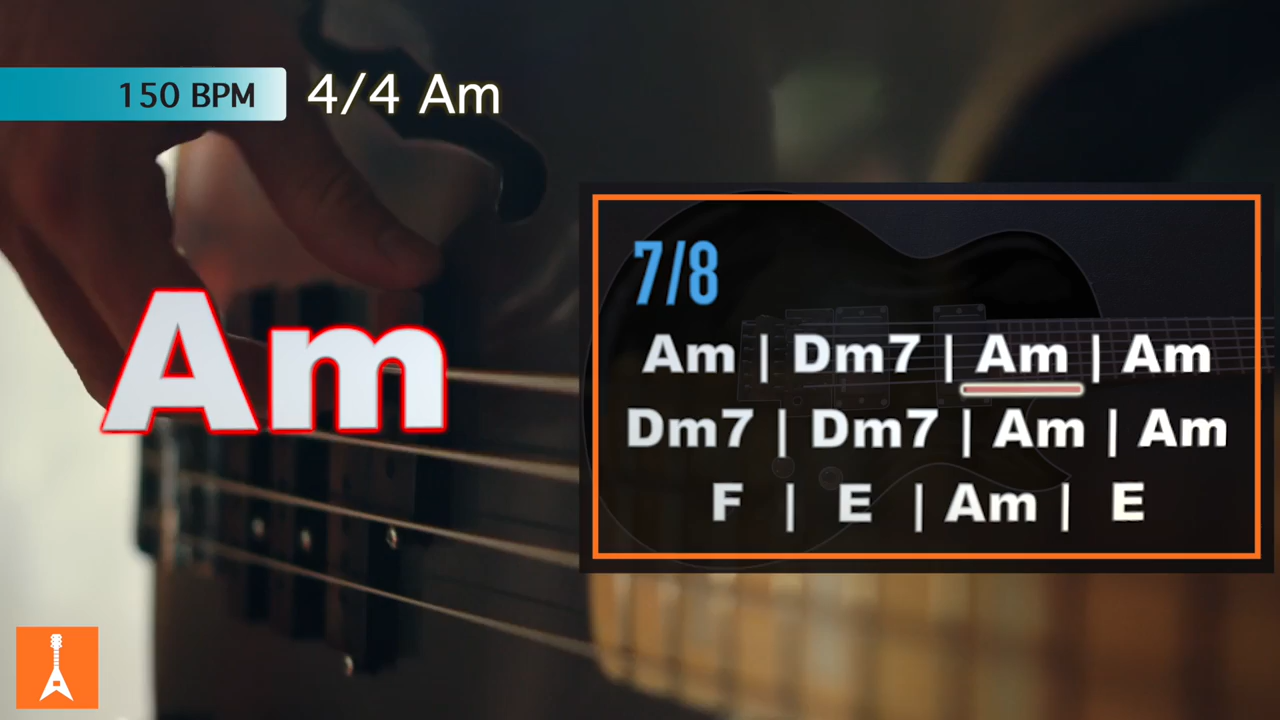 150 BPM 4/4 Am
Am
7/8
Am | Dm7 | Am | Am
Dm7 | Dm7 | Am | Am
F | E | Am | E